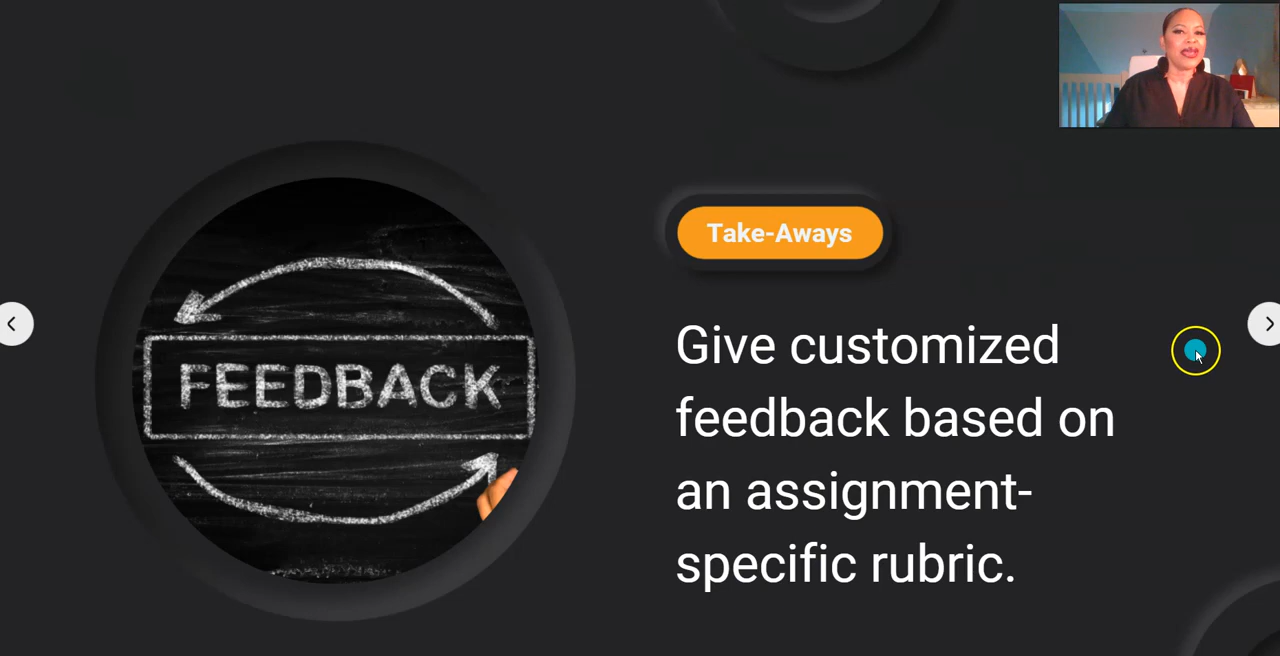 Take-Aways
FEEDBACK
Give customized
feedback based on
an assignment-
specific rubric.